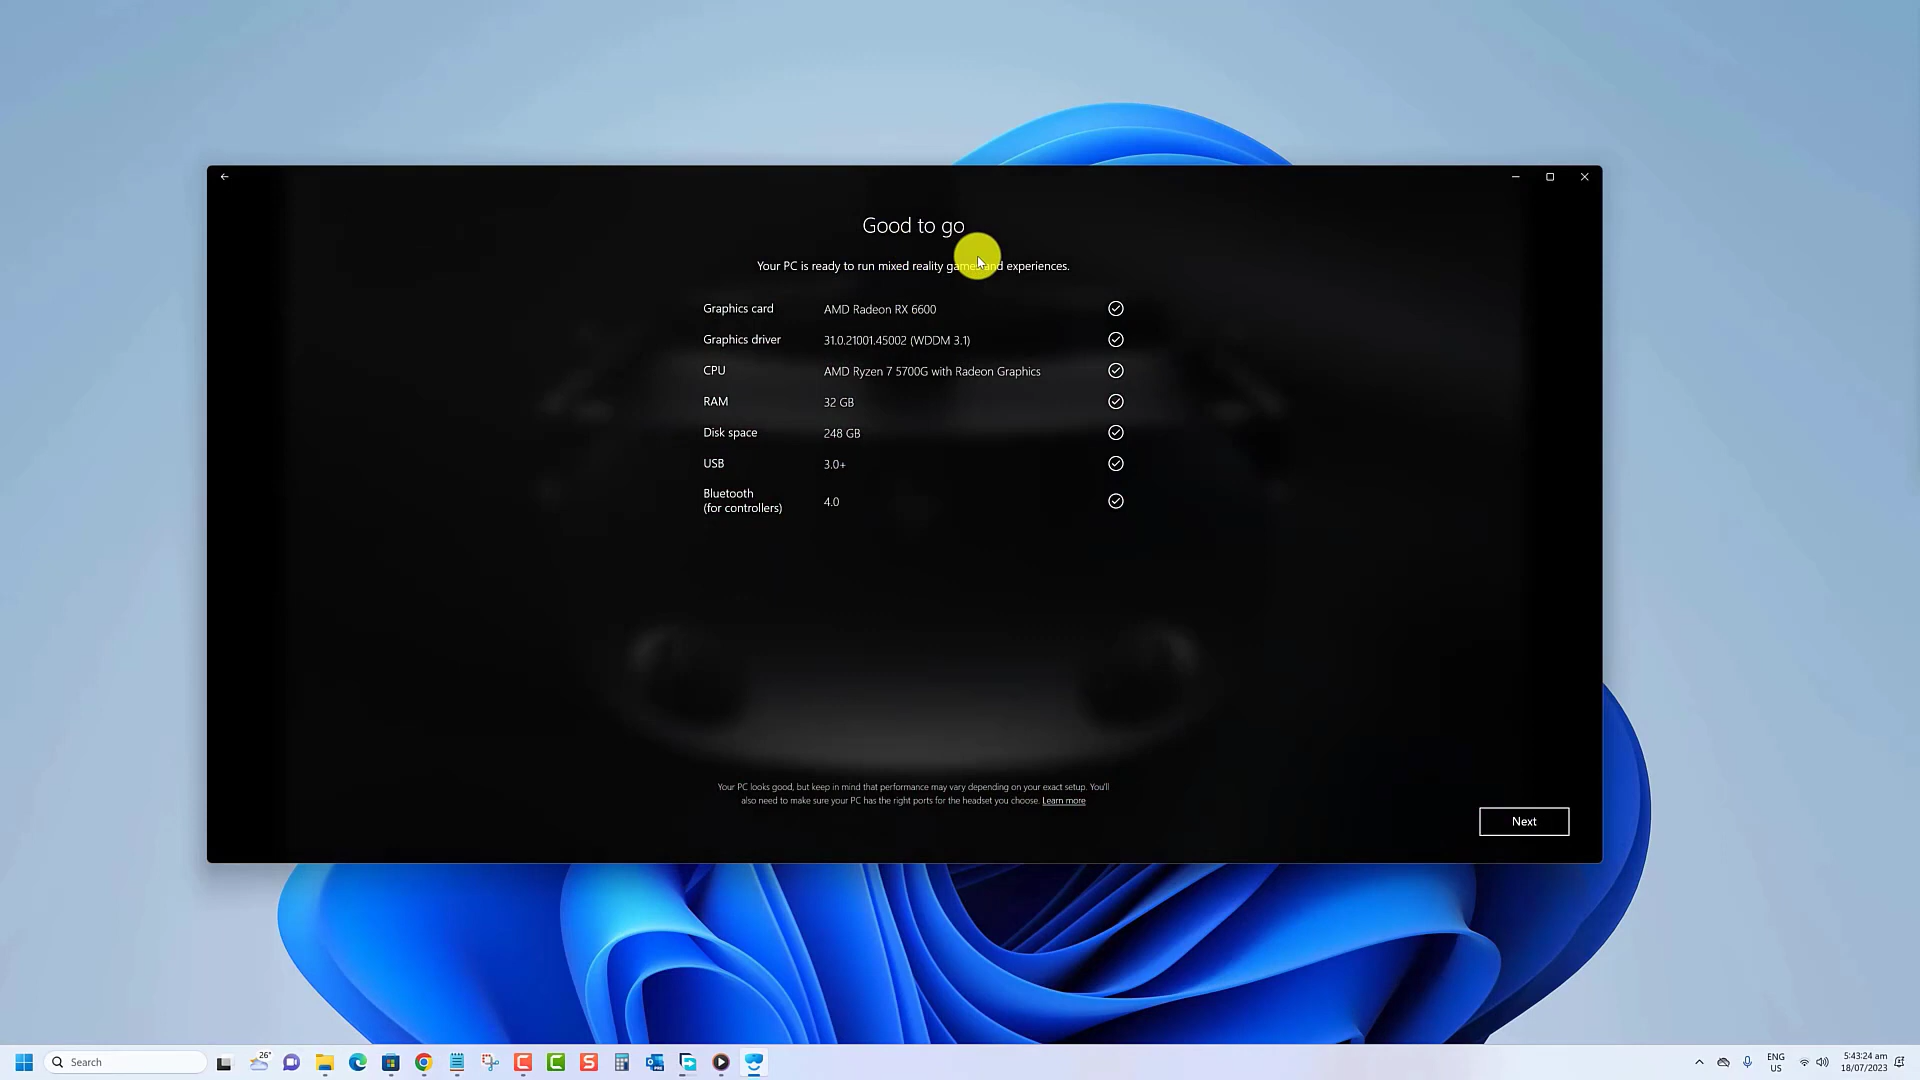 Good to go
Your PC is ready to run mixed reality games and experiences.
Graphics card AMD Radeon RX 6600
Graphics driver 31.0.21001.45002 (WDDM 3.1)
CPU AMD Ryzen 7 5700G with Radeon Graphics
RAM 32 GB
Disk space 248 GB
USB 3.0+
Bluetooth
(for controllers) 4.0
Your PC looks good, but keep in mind that performance may vary depending on your exact setup. You'll
also need to make sure your PC has the right ports for the headset you choose. Learn more
Next
Search
26°
ENG
US
5:43:24 am
18/07/2023